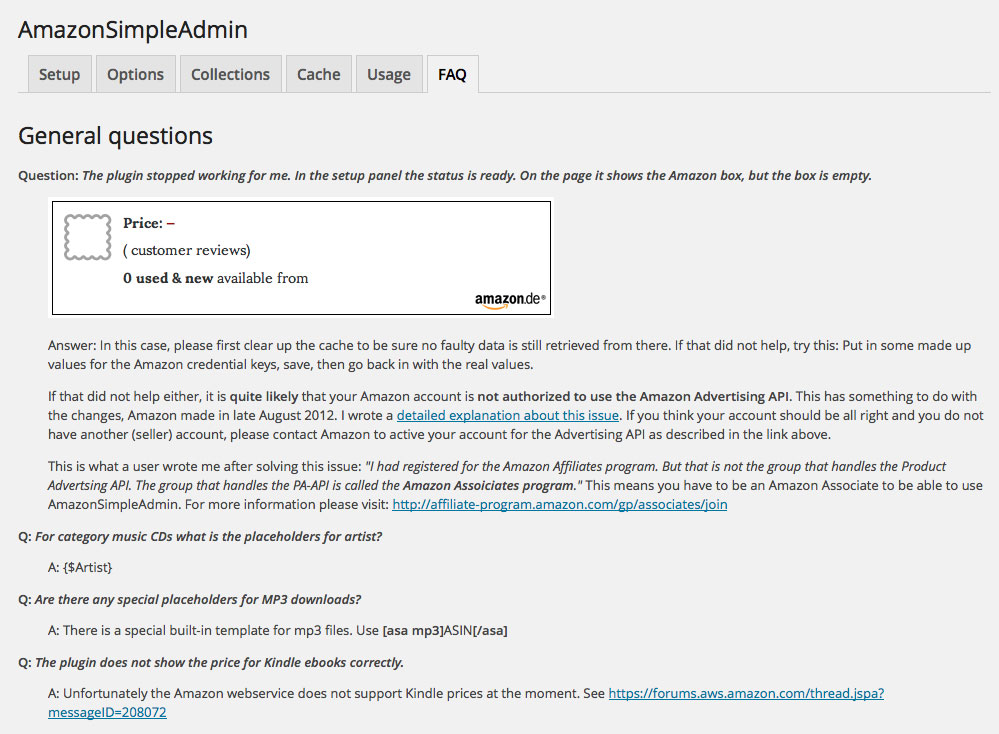 AmazonSimpleAdmin
Setup Options Collections Cache Usage FAQ
General questions
Question: The plugin stopped working for me. In the setup panel the status is ready. On the page it shows the Amazon box, but the box is empty.
Price: –
( customer reviews)
0 used & new available from
amazon.de®
Answer: In this case, please first clear up the cache to be sure no faulty data is still retrieved from there. If that did not help, try this: Put in some made up
values for the Amazon credential keys, save, then go back in with the real values.
If that did not help either, it is quite likely that your Amazon account is not authorized to use the Amazon Advertising API. This has something to do with
the changes, Amazon made in late August 2012. I wrote a detailed explanation about this issue. If you think your account should be all right and you do not
have another (seller) account, please contact Amazon to active your account for the Advertising API as described in the link above.
This is what a user wrote me after solving this issue: "I had registered for the Amazon Affiliates program. But that is not the group that handles the Product
Advertsing API. The group that handles the PA-API is called the Amazon Assoiciates program." This means you have to be an Amazon Associate to be able to use
AmazonSimpleAdmin. For more information please visit: http://affiliate-program.amazon.com/gp/associates/join
Q: For category music CDs what is the placeholders for artist?
A: {$Artist}
Q: Are there any special placeholders for MP3 downloads?
A: There is a special built-in template for mp3 files. Use [asa mp3]ASIN[/asa]
Q: The plugin does not show the price for Kindle ebooks correctly.
A: Unfortunately the Amazon webservice does not support Kindle prices at the moment. See https://forums.aws.amazon.com/thread.jspa?
messageID=208072